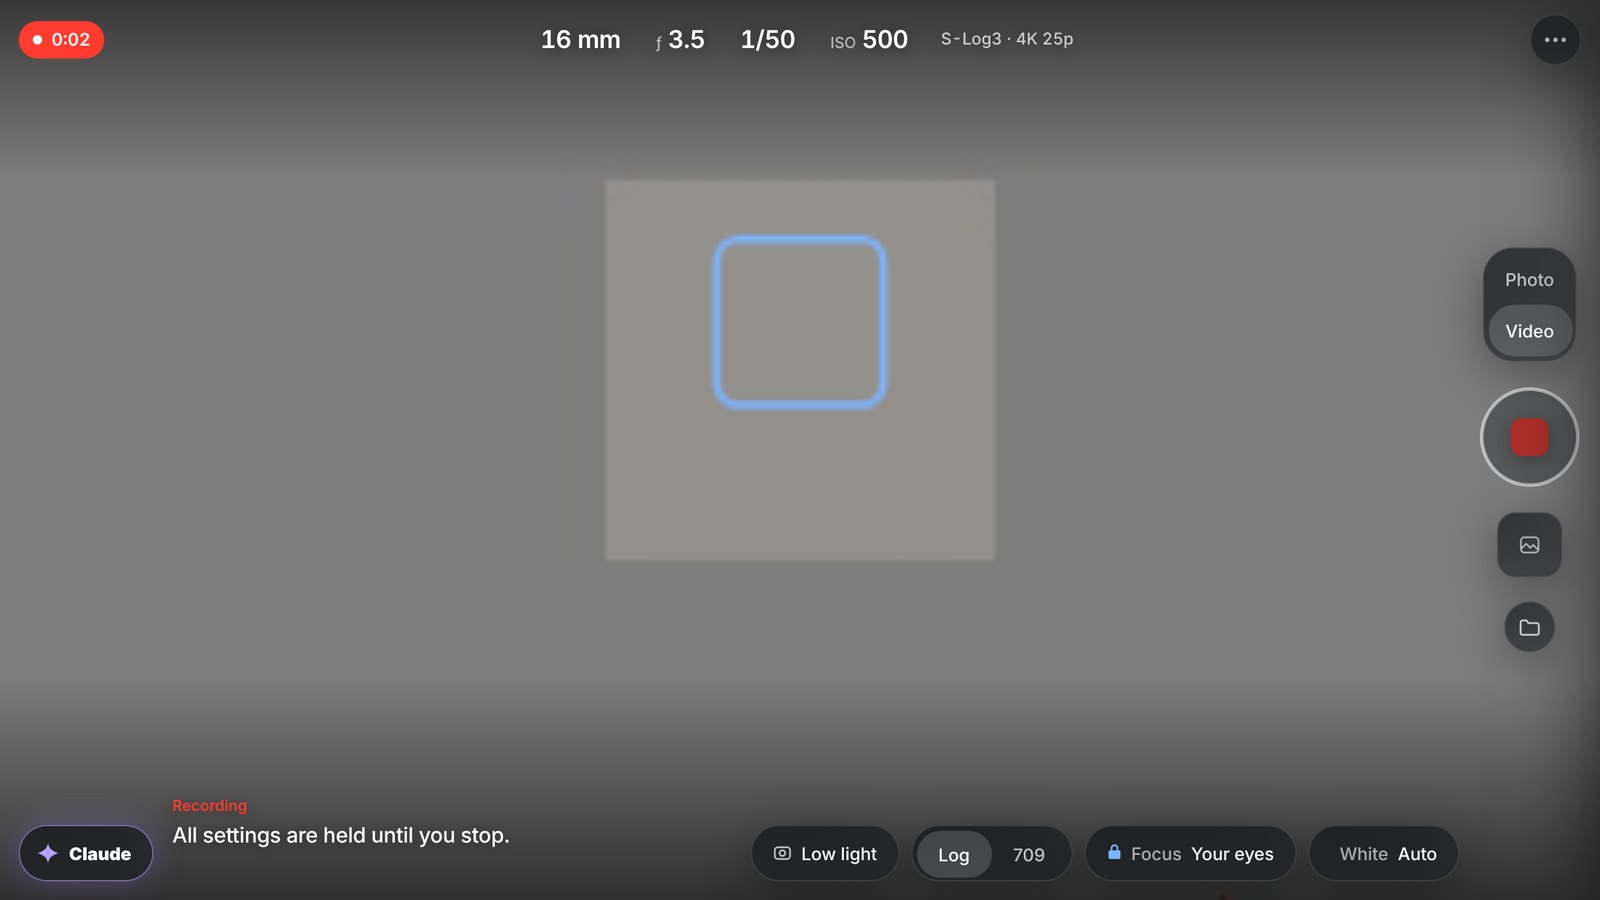 0:02
16 mm ƒ 3.5 1/50 ISO 500 S-Log3 · 4K 25p
Photo
Video
Recording
All settings are held until you stop.
Claude
Low light
Log 709
Focus Your eyes
White Auto